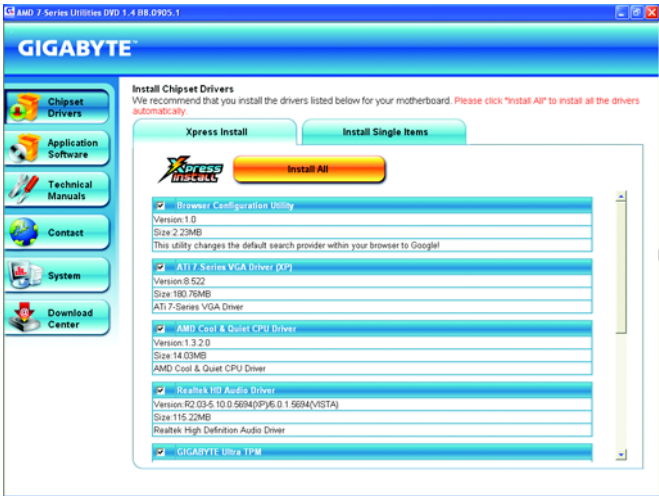 AMD 7-Series Utilities DVD 1.4 B8.0905.1
GIGABYTE™
Chipset
Drivers
Application
Software
Technical
Manuals
Contact
System
Download
Center
Install Chipset Drivers
We recommend that you install the drivers listed below for your motherboard. Please click "Install All" to install all the drivers
automatically.
Xpress Install
Install Single Items
Xpress
Install
Install All
Browser Configuration Utility
Version:1.0
Size:2.23MB
This utility changes the default search provider within your browser to Google!
ATi 7-Series VGA Driver (XP)
Version:8.522
Size:180.76MB
ATi 7-Series VGA Driver
AMD Cool & Quiet CPU Driver
Version:1.3.2.0
Size:14.03MB
AMD Cool & Quiet CPU Driver
Realtek HD Audio Driver
Version:R2.03-5.10.0.5694(XP)/6.0.1.5694(VISTA)
Size:115.22MB
Realtek High Definition Audio Driver
GIGABYTE Ultra TPM